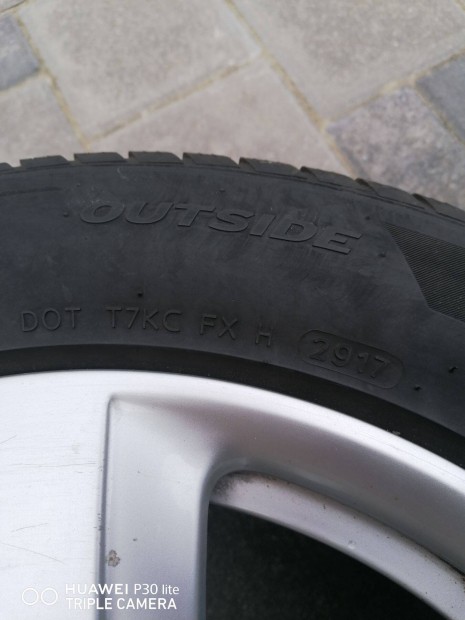 OUTSIDE
DOT T7KC FX H 2917
HUAWEI P30 lite
TRIPLE CAMERA